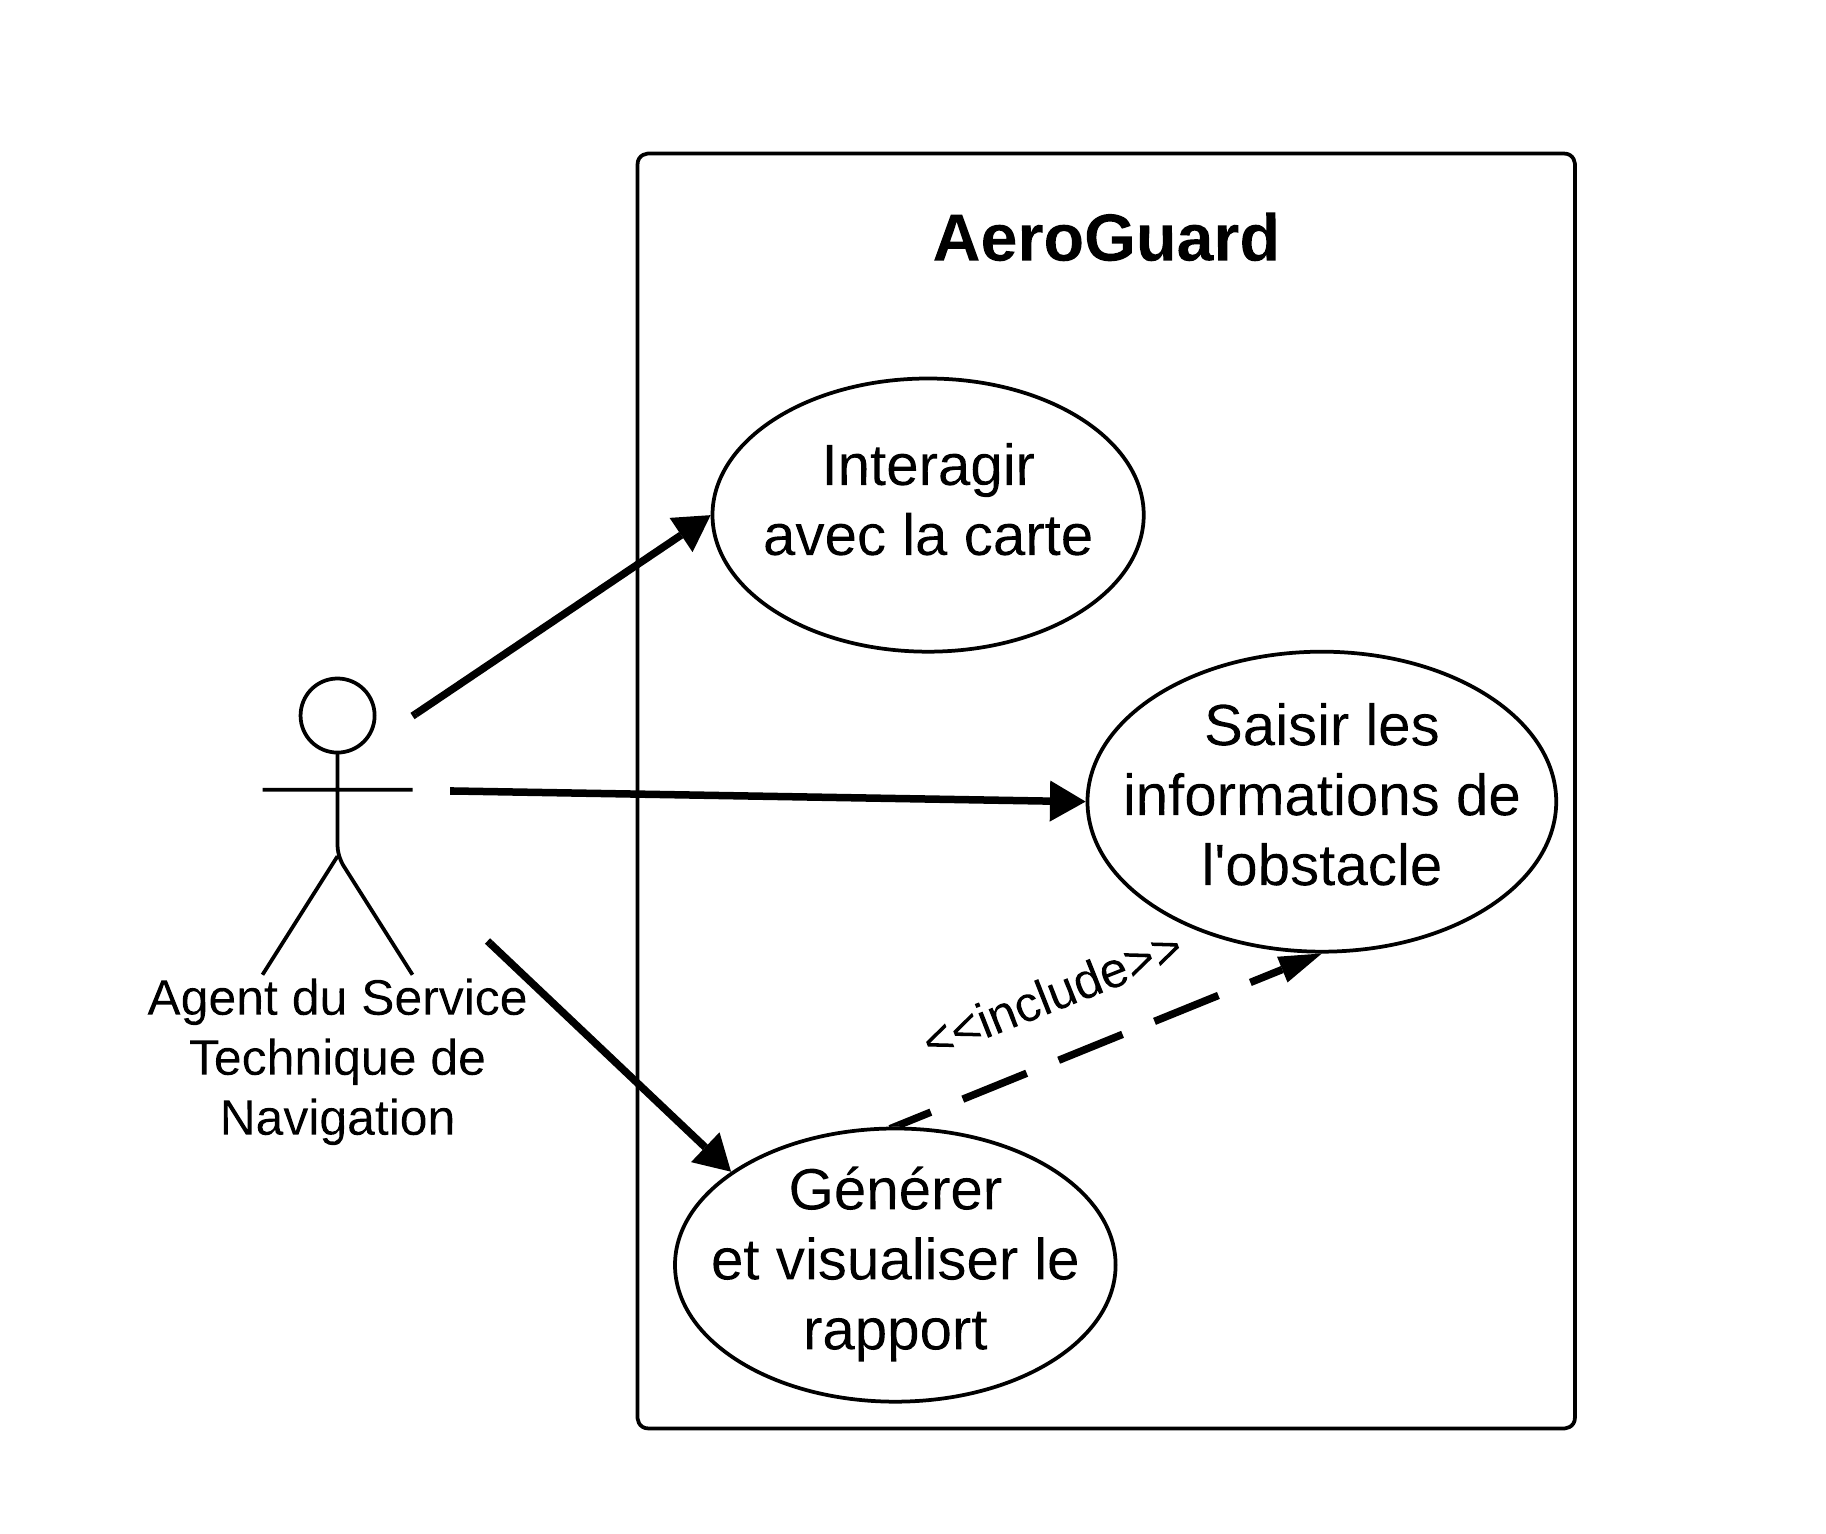 AeroGuard
Interagir
avec la carte
Saisir les
informations de
l'obstacle
<<include>>
Agent du Service
Technique de
Navigation
Générer
et visualiser le
rapport